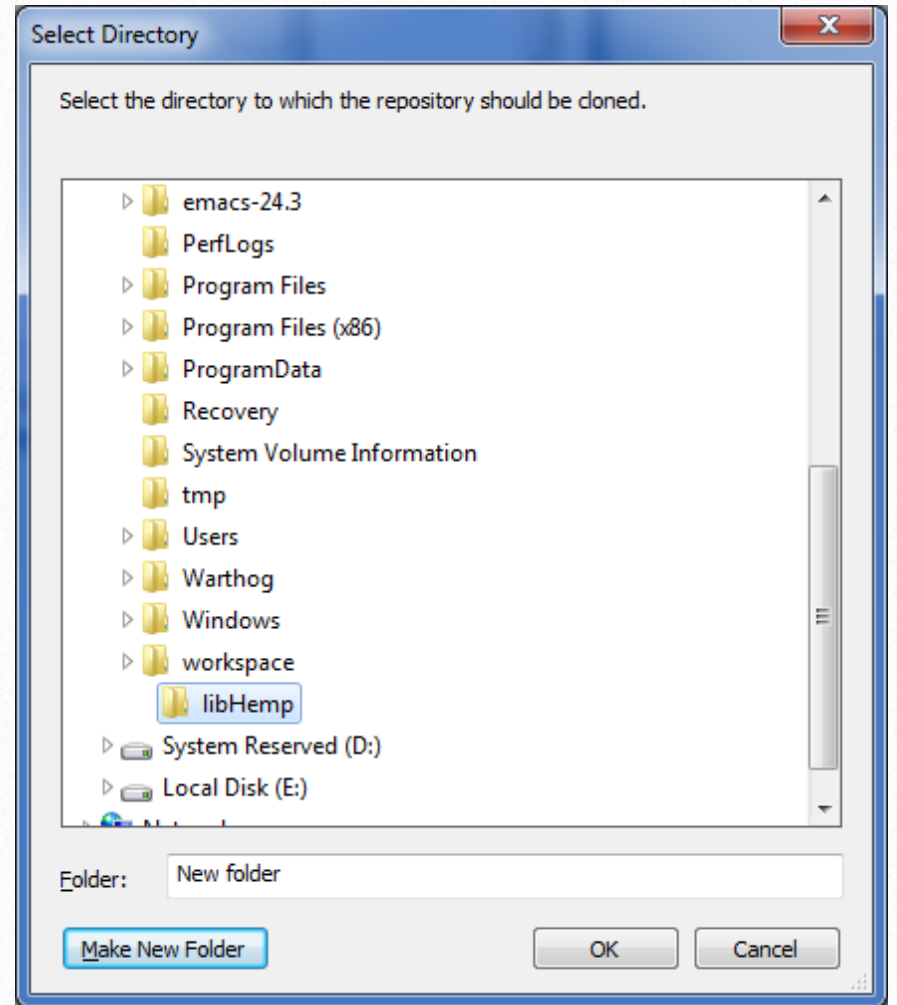 Select Directory
Select the directory to which the repository should be cloned.
emacs-24.3
PerfLogs
Program Files
Program Files (x86)
ProgramData
Recovery
System Volume Information
tmp
Users
Warthog
Windows
workspace
libHemp
System Reserved (D:)
Local Disk (E:)
Folder: New folder
Make New Folder OK Cancel